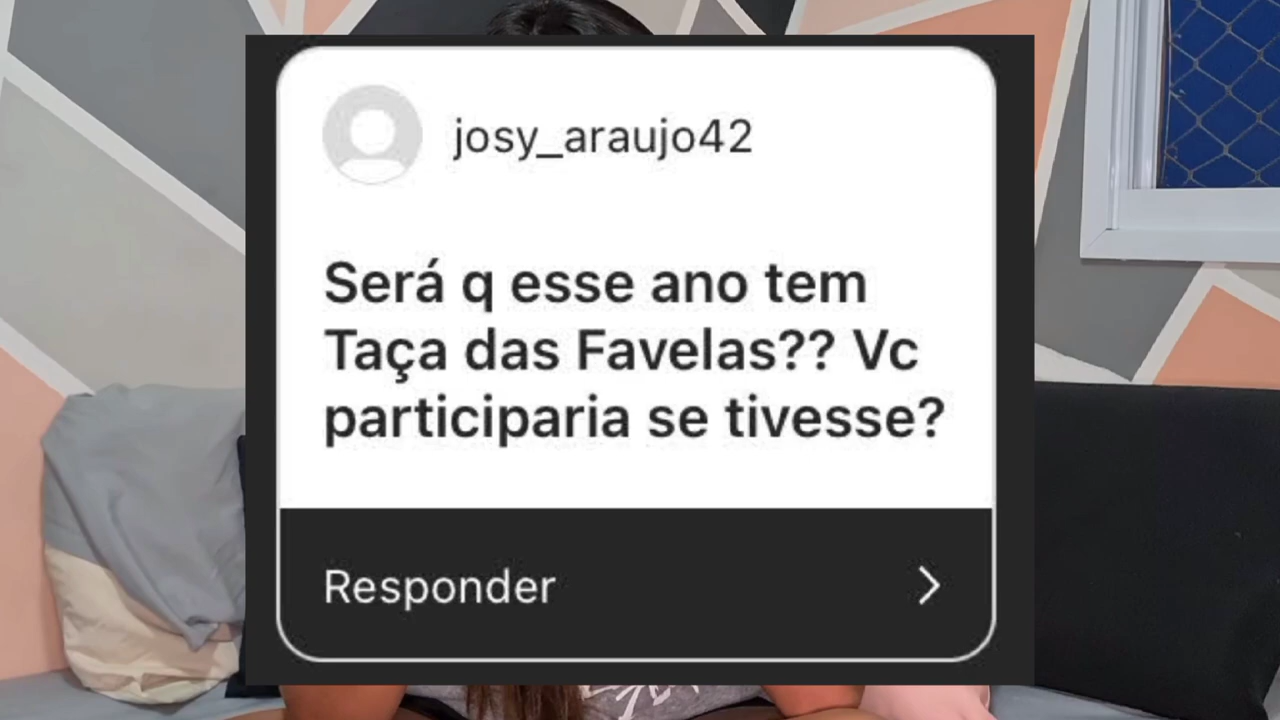 josy_araujo42
Será q esse ano tem
Taça das Favelas?? Vc
participaria se tivesse?
Responder